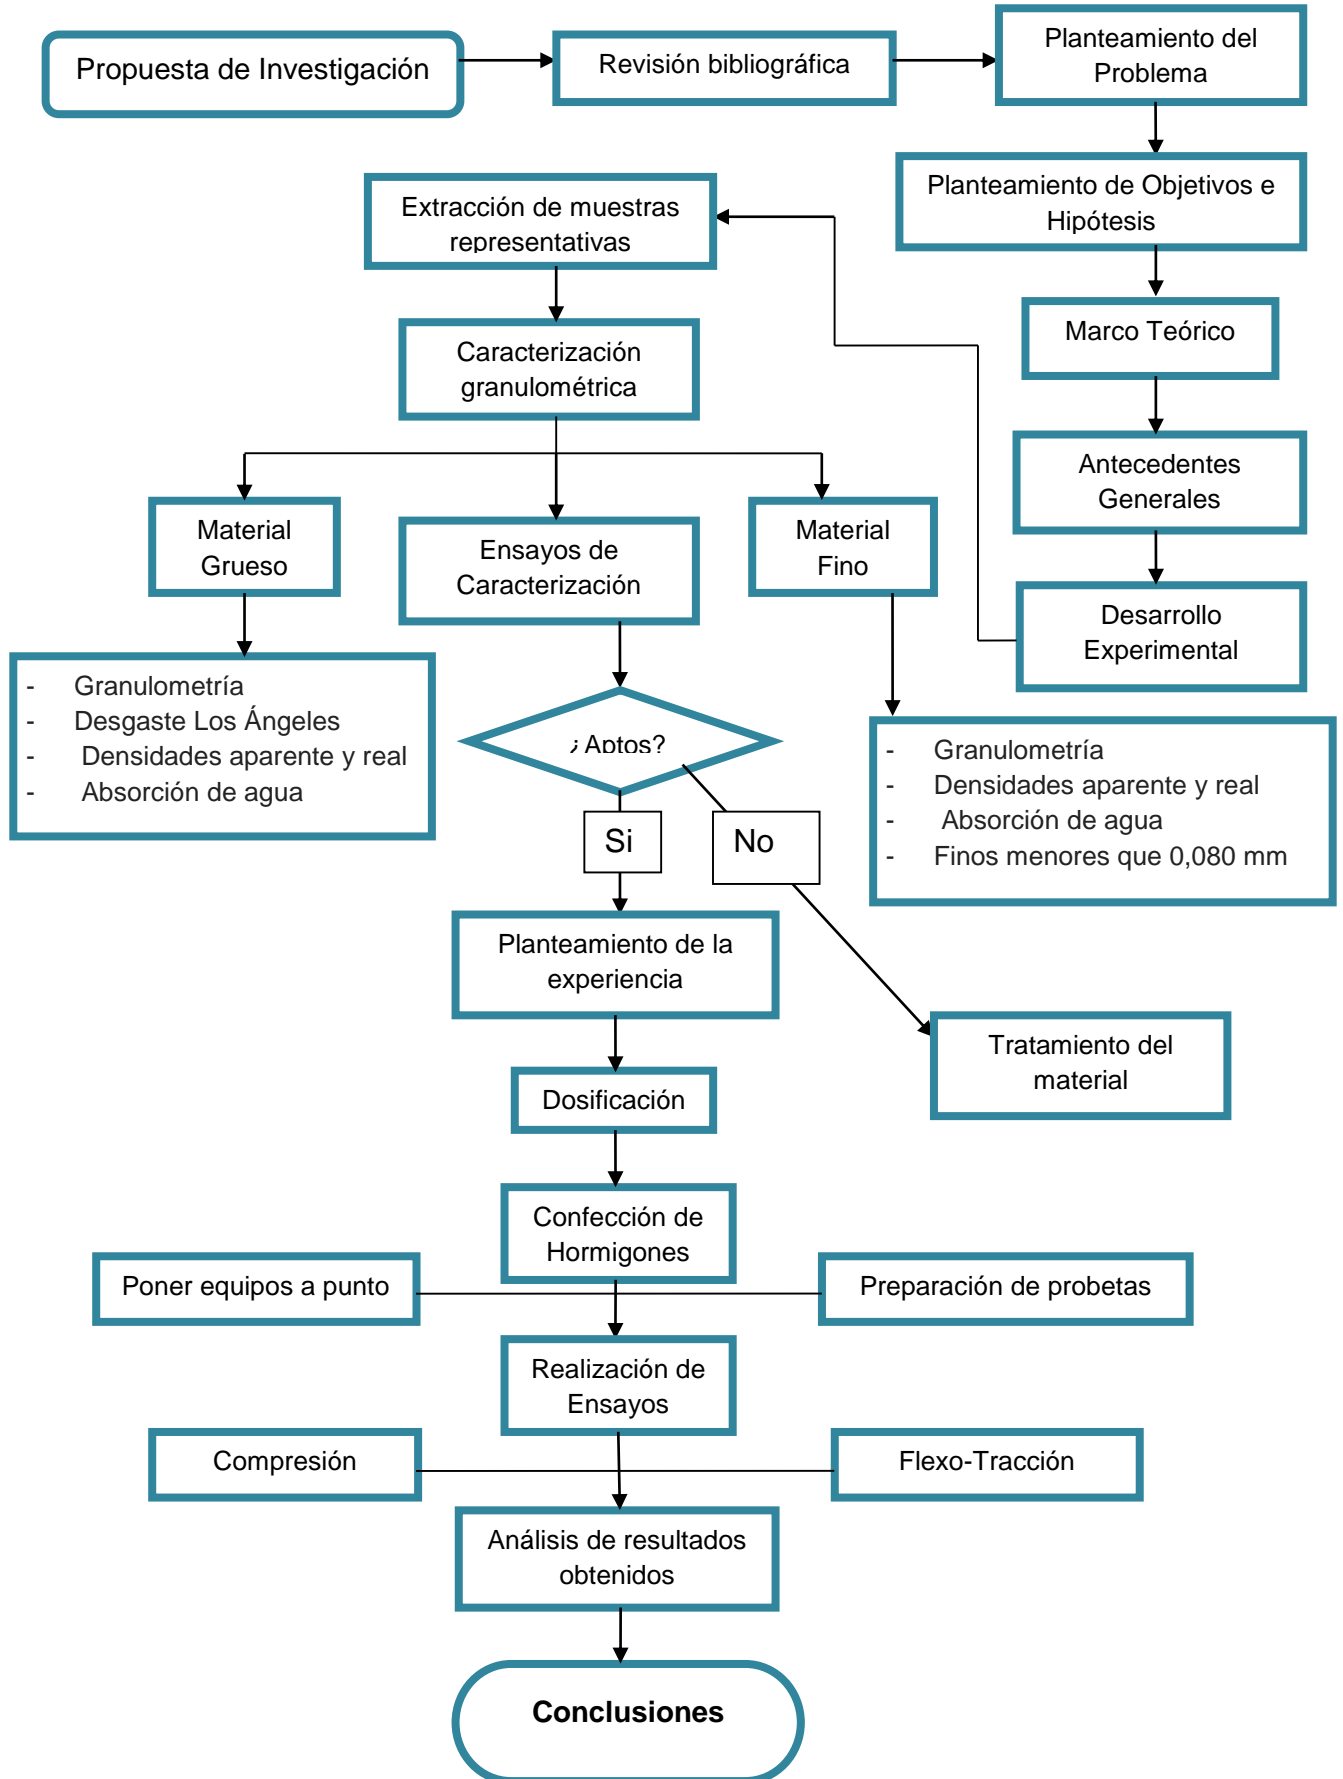 Propuesta de Investigación
Revisión bibliográfica
Planteamiento del
Problema
Planteamiento de Objetivos e
Hipótesis
Marco Teórico
Antecedentes
Generales
Desarrollo
Experimental
Extracción de muestras
representativas
Caracterización
granulométrica
Material
Grueso
Ensayos de
Caracterización
Material
Fino
- Granulometría
- Desgaste Los Ángeles
- Densidades aparente y real
- Absorción de agua
¿Aptos?
- Granulometría
- Densidades aparente y real
- Absorción de agua
- Finos menores que 0,080 mm
Si
No
Planteamiento de la
experiencia
Tratamiento del
material
Dosificación
Confección de
Hormigones
Poner equipos a punto
Preparación de probetas
Realización de
Ensayos
Compresión
Flexo-Tracción
Análisis de resultados
obtenidos
Conclusiones